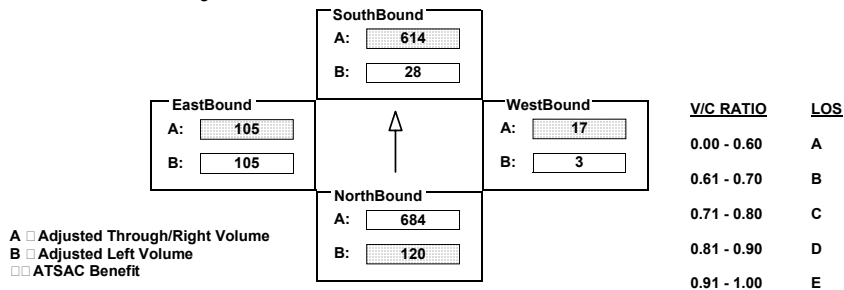 SouthBound
A: 614
B: 28
EastBound
A: 105
B: 105
WestBound
A: 17
B: 3
NorthBound
A: 684
B: 120
A □ Adjusted Through/Right Volume
B □ Adjusted Left Volume
□□ ATSAC Benefit
V/C RATIO LOS
0.00 - 0.60 A
0.61 - 0.70 B
0.71 - 0.80 C
0.81 - 0.90 D
0.91 - 1.00 E